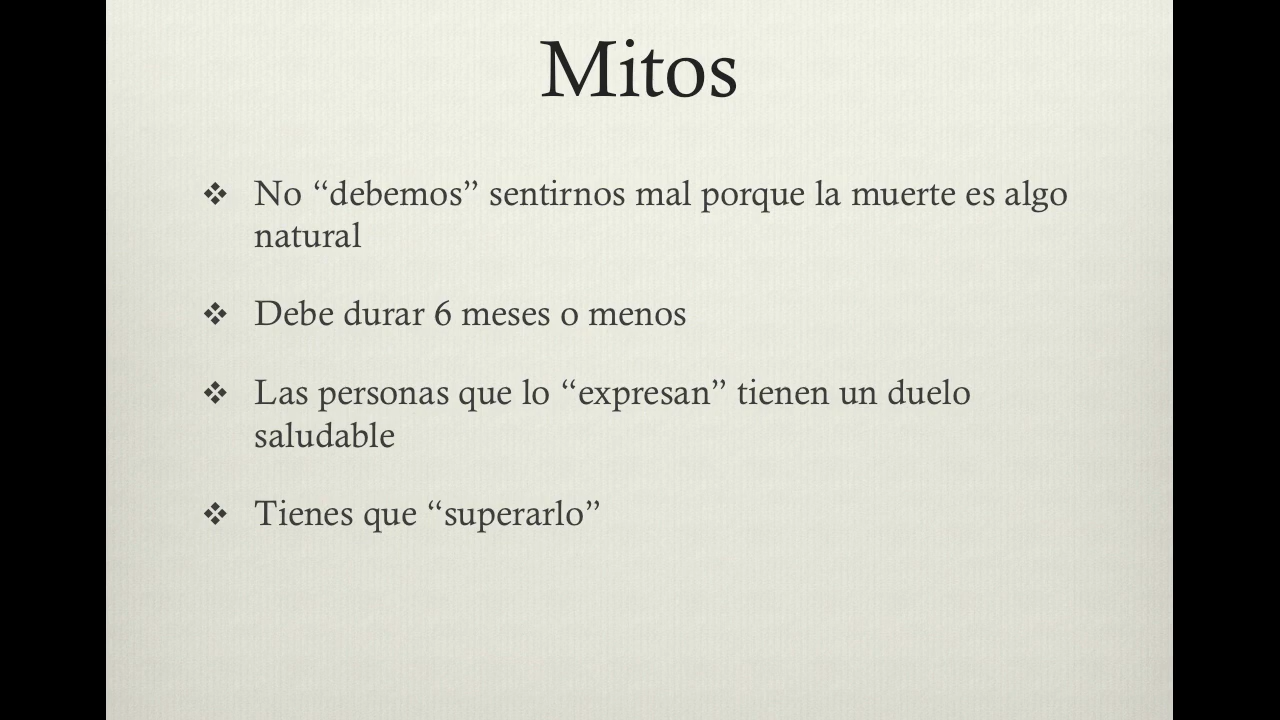 Mitos
❖ No “debemos” sentirnos mal porque la muerte es algo
natural
❖ Debe durar 6 meses o menos
❖ Las personas que lo “expresan” tienen un duelo
saludable
❖ Tienes que “superarlo”